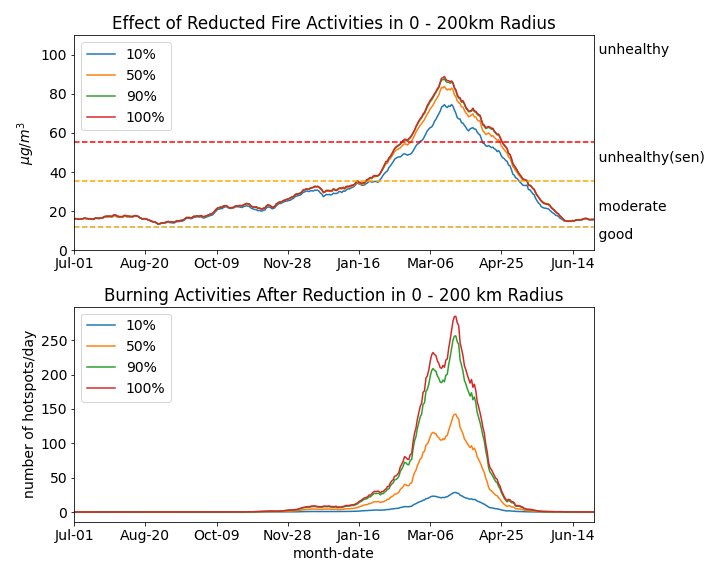 Effect of Reducted Fire Activities in 0 - 200km Radius
100
80
60
40
20
0
μg/m³
10%
50%
90%
100%
unhealthy
unhealthy(sen)
moderate
good
Jul-01 Aug-20 Oct-09 Nov-28 Jan-16 Mar-06 Apr-25 Jun-14
Burning Activities After Reduction in 0 - 200 km Radius
250
200
150
100
50
0
number of hotspots/day
10%
50%
90%
100%
Jul-01 Aug-20 Oct-09 Nov-28 Jan-16 Mar-06 Apr-25 Jun-14
month-date